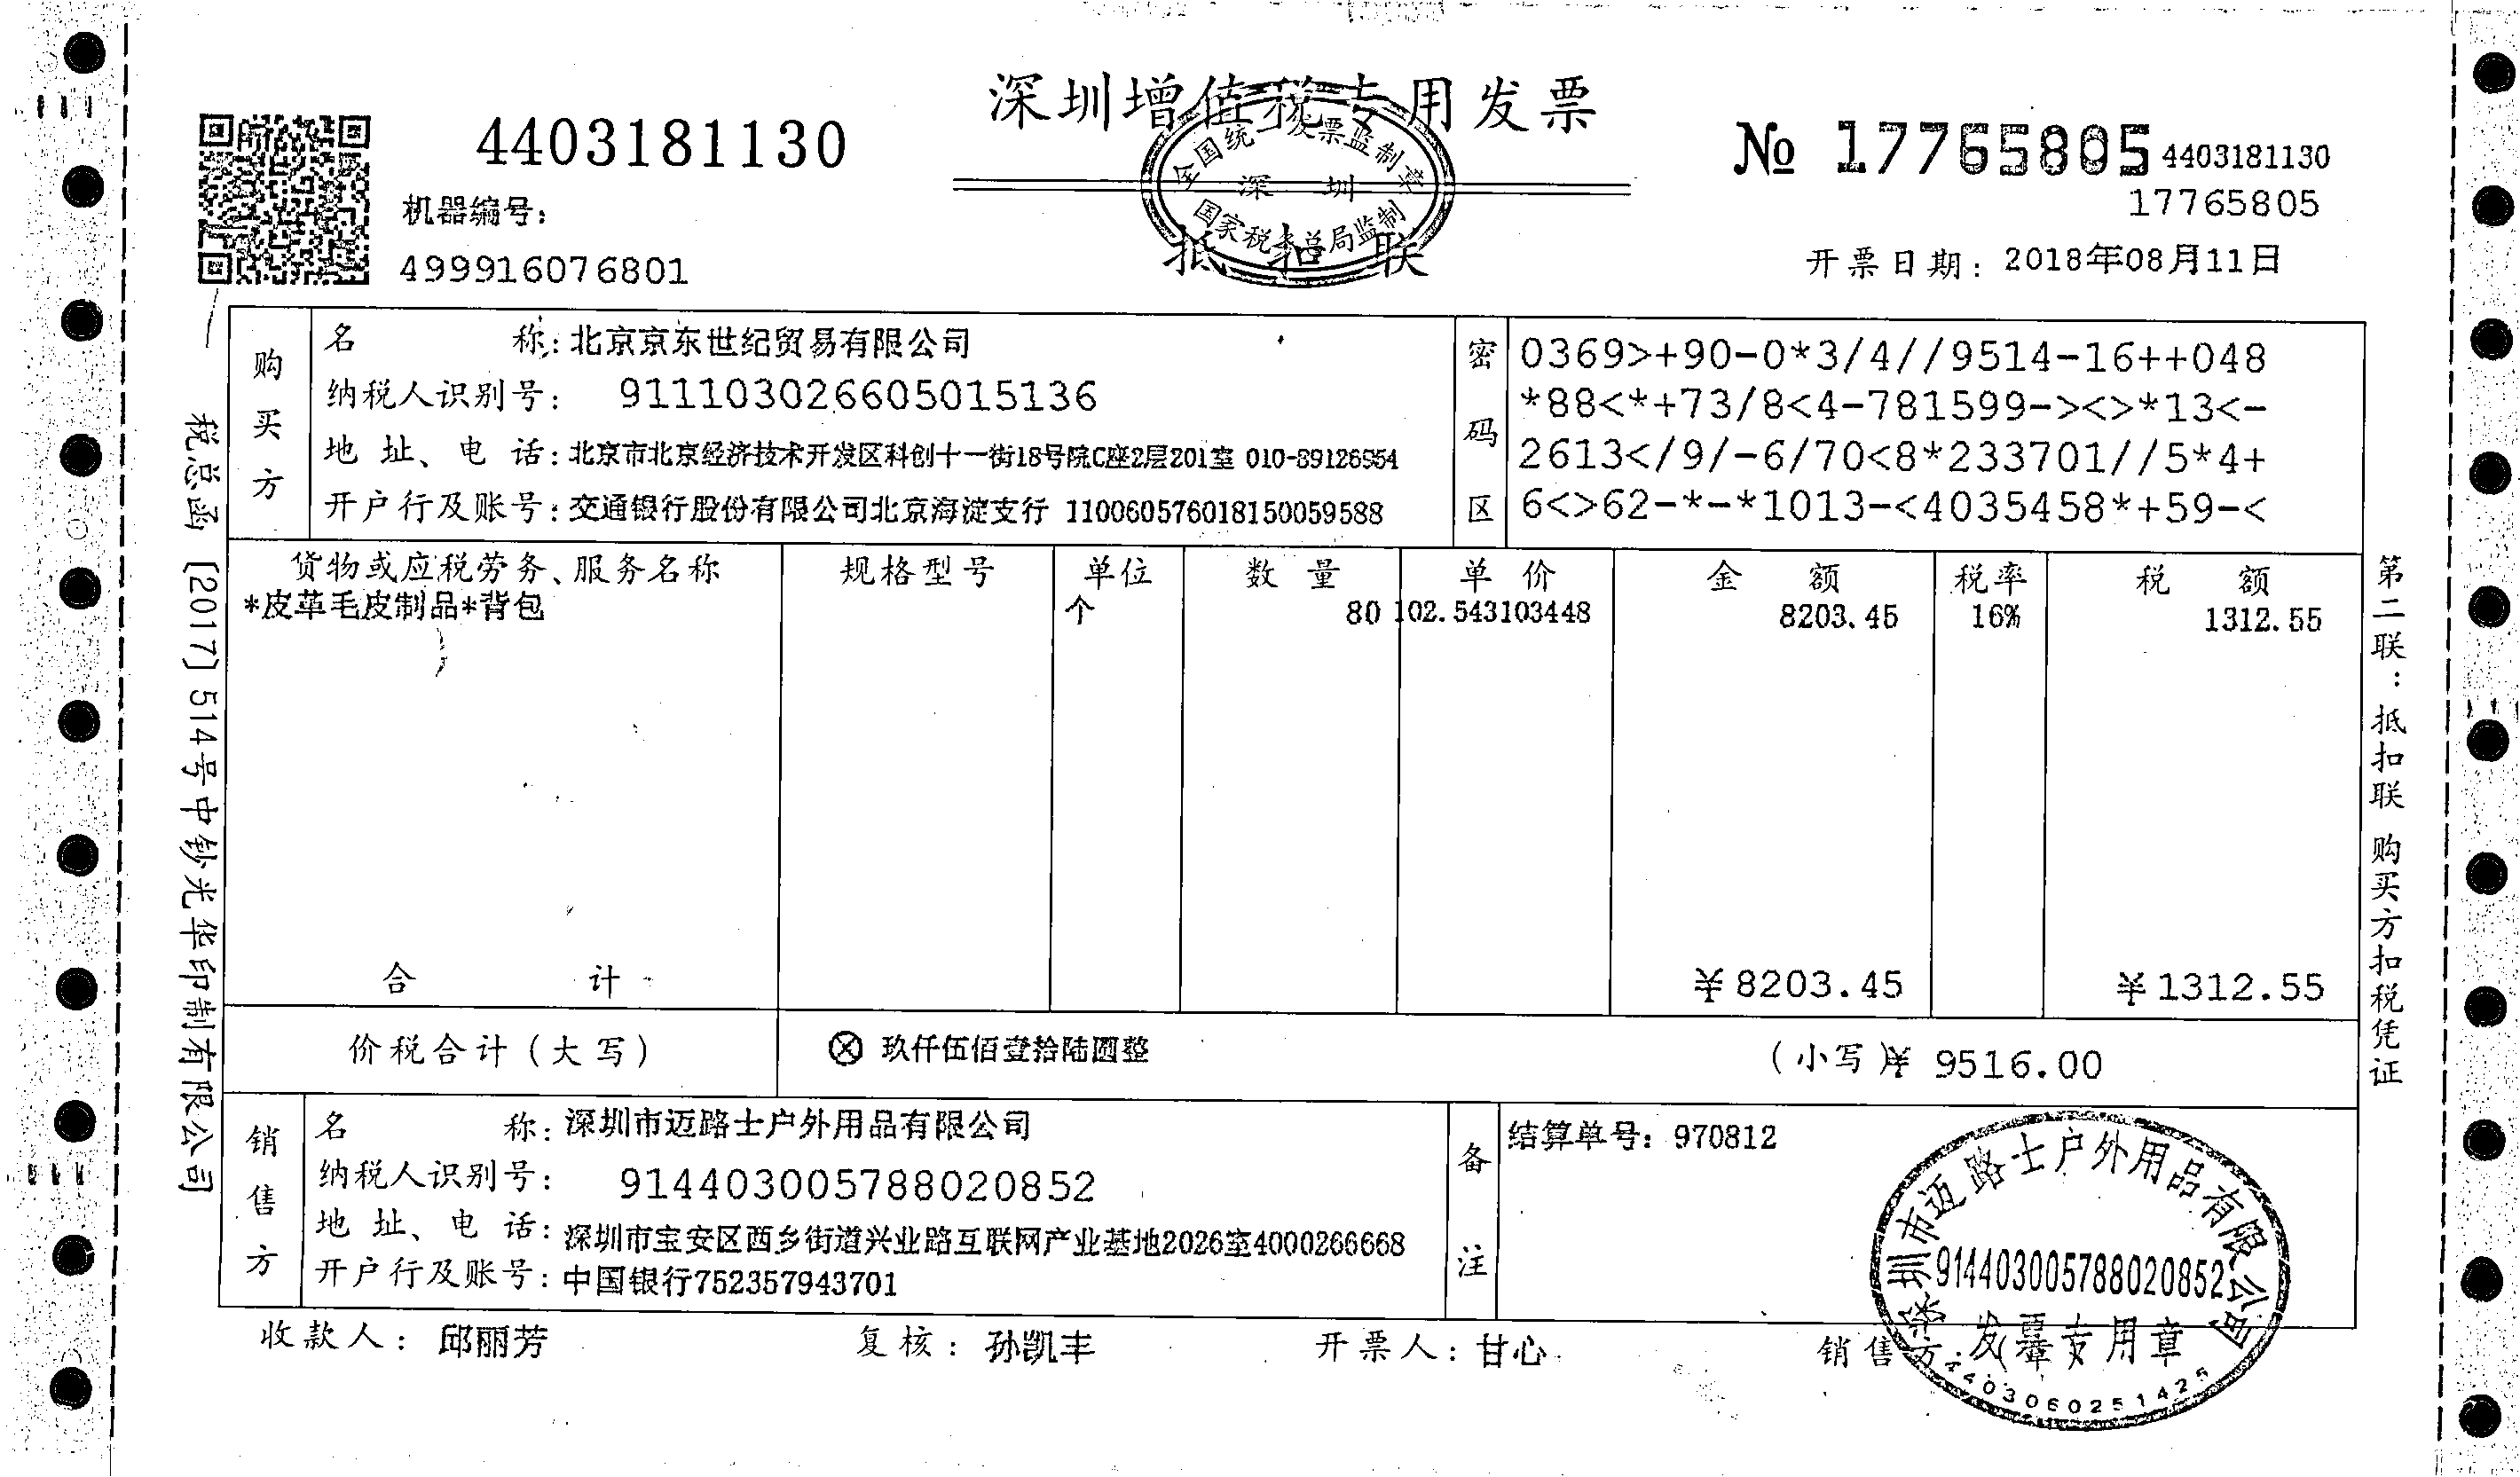 深圳增值税专用发票
4403181130
№ 17765805
4403181130
17765805
全国统一发票监制章
深 圳
国家税务总局监制
抵 扣 联
机器编号:
499916076801
开票日期: 2018年08月11日
购买方
名 称: 北京京东世纪贸易有限公司
纳税人识别号: 911103026605015136
地 址、电 话: 北京市北京经济技术开发区科创十一街18号院C座2层201室
开户行及账号: 交通银行股份有限公司北京海淀支行 110060576018150059588
密码区
0369>+90-0*3/4//9514-16++048
*88<*+73/8<4-781599-><>*13<-
2613</9/-6/70<8*233701//5*4+
6<>62-*-*1013-<4035458*+59-<
货物或应税劳务、服务名称 规格型号 单位 数 量 单 价 金 额 税率 税 额
*皮革毛皮制品*背包 个 80 102.543103448 8203.45 16% 1312.55
合 计 ¥8203.45 ¥1312.55
价税合计(大写) ⊗ 玖仟伍佰壹拾陆圆整 (小写)¥ 9516.00
销售方
名 称: 深圳市迈路士户外用品有限公司
纳税人识别号: 914403005788020852
地 址、电 话: 深圳市宝安区西乡街道兴业路互联网产业基地2026室4000266668
开户行及账号: 中国银行752357943701
备注
结算单号: 970812
收款人: 邱丽芳 复核: 孙凯丰 开票人: 甘心 销售方:(章)
深圳市迈路士户外用品有限公司
914403005788020852
发票专用章
4403060251425
税总函〔2017〕514号中钞光华印制有限公司
第二联:抵扣联 购买方扣税凭证